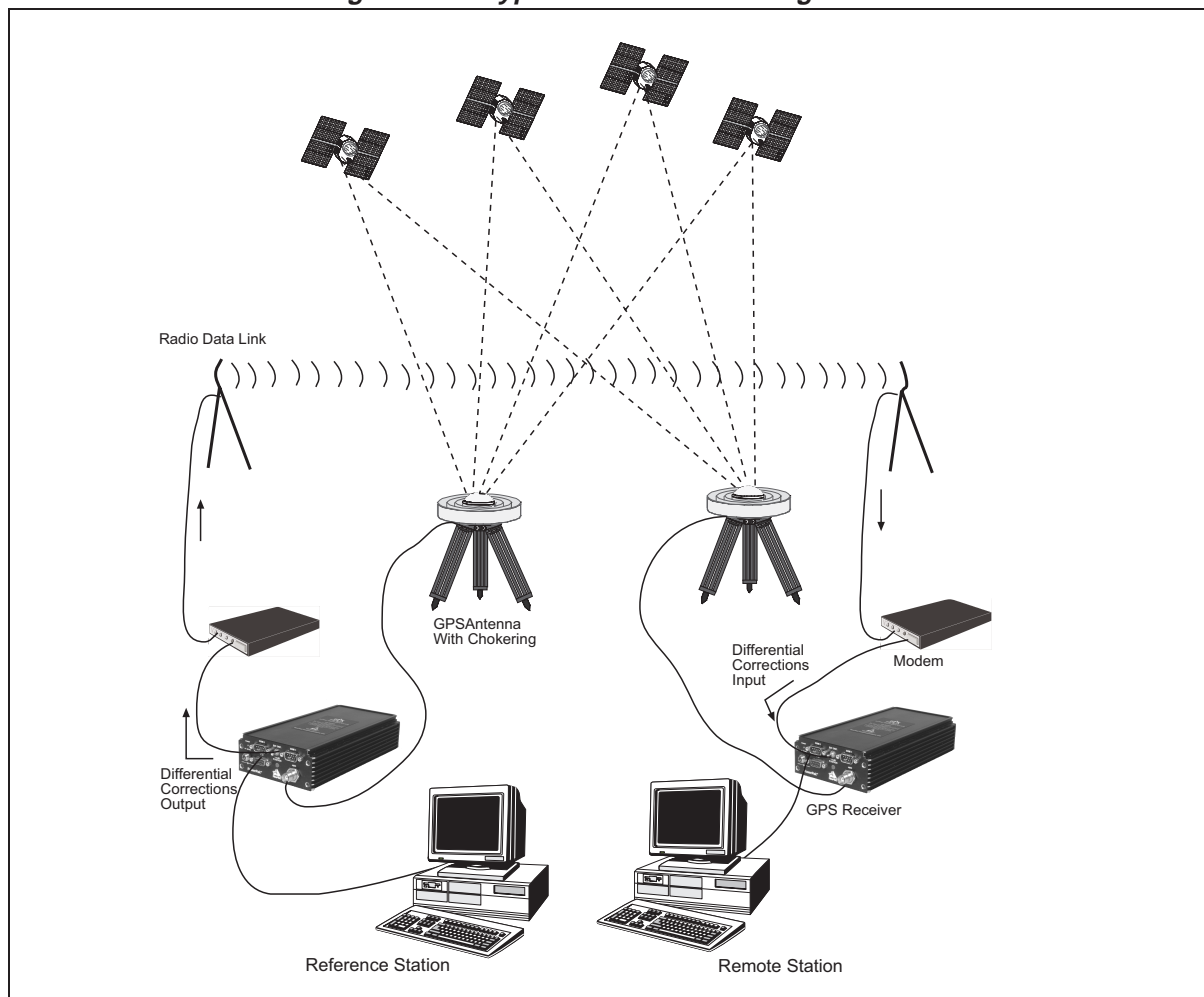 Radio Data Link
GPSAntenna
With Chokering
Differential
Corrections
Input
Modem
Differential
Corrections
Output
GPS Receiver
Reference Station
Remote Station